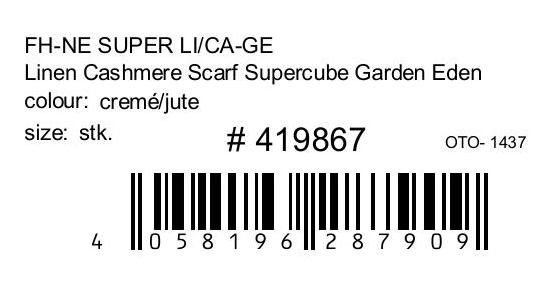 FH-NE SUPER LI/CA-GE
Linen Cashmere Scarf Supercube Garden Eden
colour: cremé/jute
size: stk.
# 419867
OTO- 1437
4 058196 287909